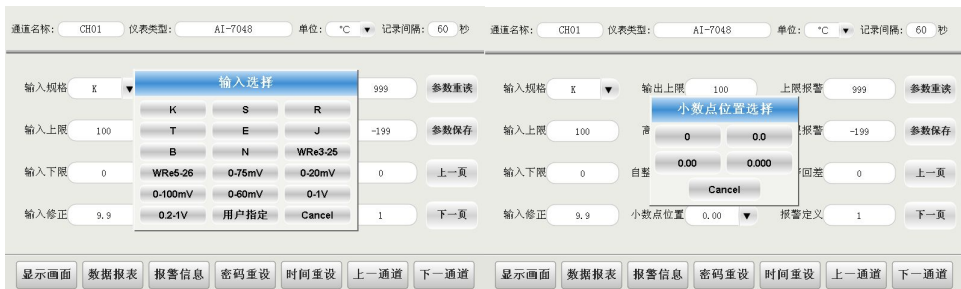 通道名称: CH01 仪表类型: AI-7048 单位: °C 记录间隔: 60 秒
输入规格 K 999 参数重读
输入选择
K S R
输入上限 100 T E J -199 参数保存
B N WRe3-25
输入下限 0 WRe5-26 0-75mV 0-20mV 0 上一页
0-100mV 0-60mV 0-1V
输入修正 9.9 0.2-1V 用户指定 Cancel 1 下一页
显示画面 数据报表 报警信息 密码重设 时间重设 上一通道 下一通道
通道名称: CH01 仪表类型: AI-7048 单位: °C 记录间隔: 60 秒
输入规格 K 输出上限 100 上限报警 999 参数重读
小数点位置选择
输入上限 100 高 0 0.0 报警 -199 参数保存
输入下限 0 自整 0.00 0.000 回差 0 上一页
Cancel
输入修正 9.9 小数点位置 0.00 报警定义 1 下一页
显示画面 数据报表 报警信息 密码重设 时间重设 上一通道 下一通道